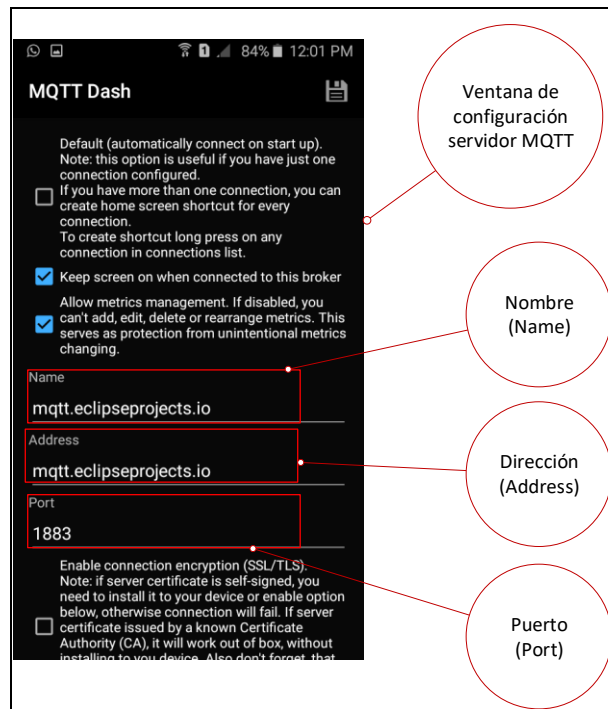 84% 12:01 PM
MQTT Dash
Default (automatically connect on start up).
Note: this option is useful if you have just one
connection configured.
If you have more than one connection, you can
create home screen shortcut for every
connection.
To create shortcut long press on any
connection in connections list.
Keep screen on when connected to this broker
Allow metrics management. If disabled, you
can't add, edit, delete or rearrange metrics. This
serves as protection from unintentional metrics
changing.
Name
mqtt.eclipseprojects.io
Address
mqtt.eclipseprojects.io
Port
1883
Enable connection encryption (SSL/TLS).
Note: if server certificate is self-signed, you
need to install it to your device or enable option
below, otherwise connection will fail. If server
certificate issued by a known Certificate
Authority (CA), it will work out of box, without
installing to you device. Also don't forget, that
Ventana de
configuración
servidor MQTT
Nombre
(Name)
Dirección
(Address)
Puerto
(Port)